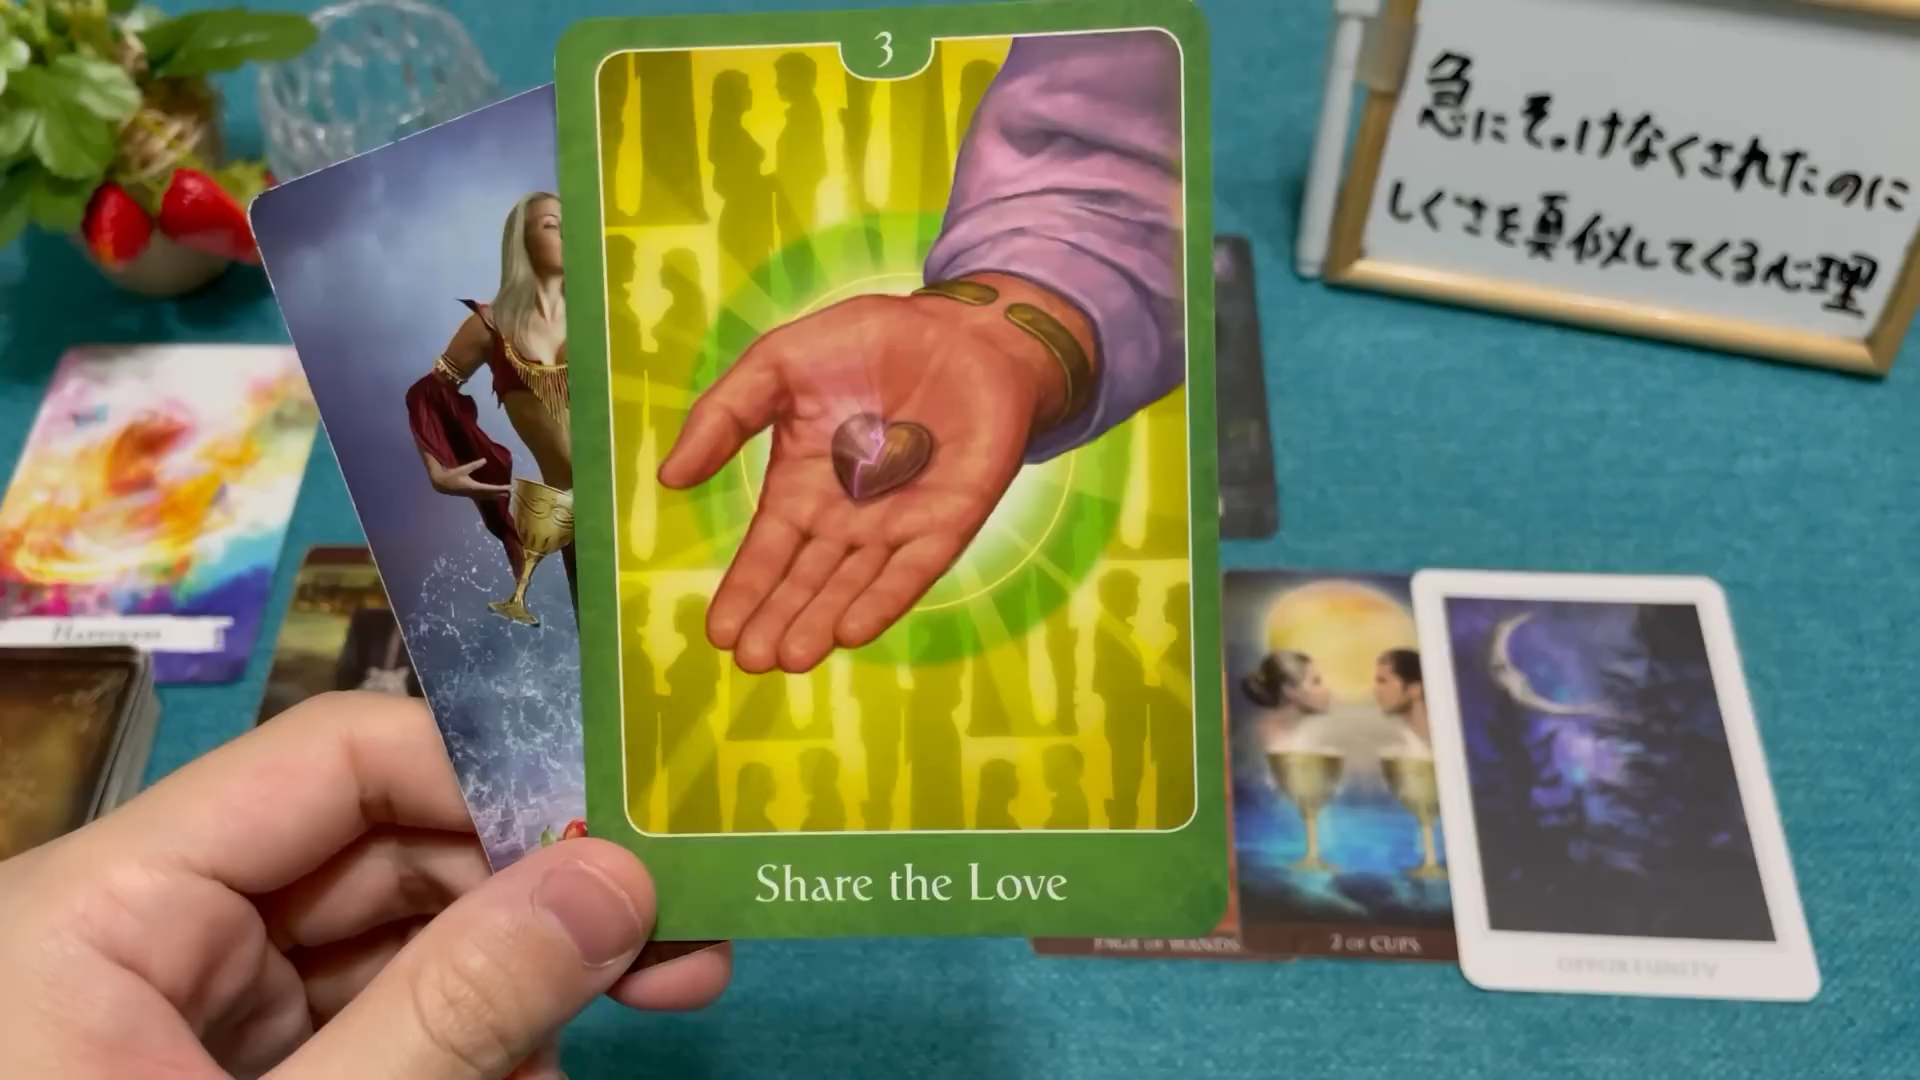 3
急にそっけなくされたのに
しぐさを真似してくる心理
Share the Love
HAPPINESS
PAGE OF WANDS
2 OF CUPS
OPPORTUNITY